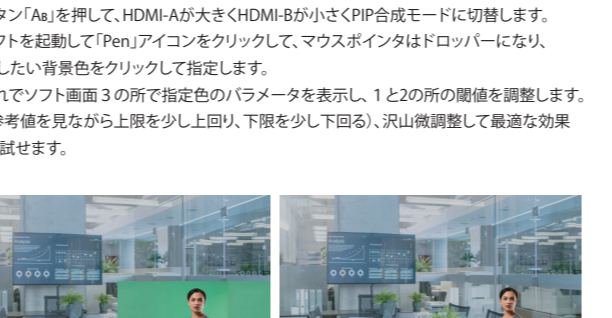 タン「Aʙ」を押して、HDMI-Aが大きくHDMI-Bが小さくPIP合成モードに切替します。
フトを起動して「Pen」アイコンをクリックして、マウスポインタはドロッパーになり、
したい背景色をクリックして指定します。
れでソフト画面３の所で指定色のパラメータを表示し、１と2の所の閾値を調整します。
参考値を見ながら上限を少し上回り、下限を少し下回る）、沢山微調整して最適な効果
試せます。
Analysis